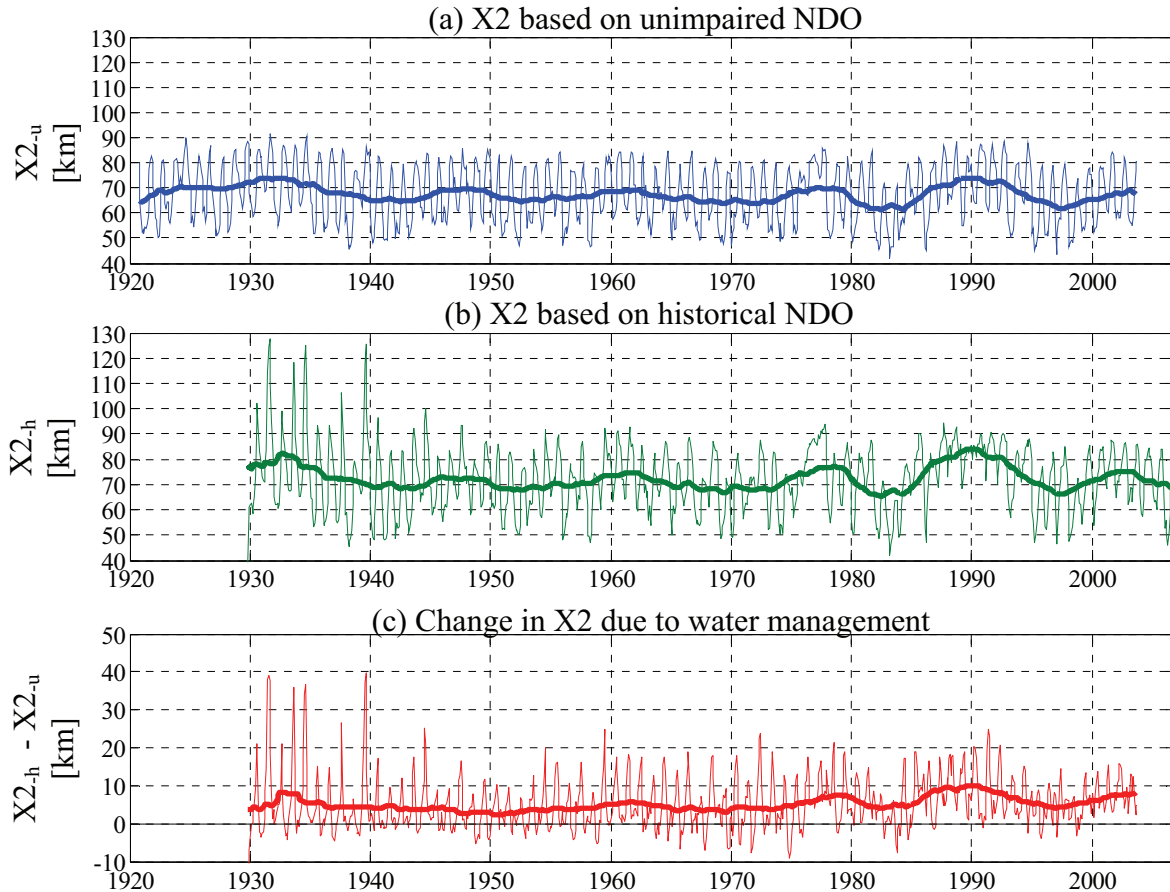 (a) X2 based on unimpaired NDO
X2-u
[km]
130
120
110
100
90
80
70
60
50
40
1920 1930 1940 1950 1960 1970 1980 1990 2000
(b) X2 based on historical NDO
X2-h
[km]
130
120
110
100
90
80
70
60
50
40
1920 1930 1940 1950 1960 1970 1980 1990 2000
(c) Change in X2 due to water management
X2-h - X2-u
[km]
50
40
30
20
10
0
-10
1920 1930 1940 1950 1960 1970 1980 1990 2000